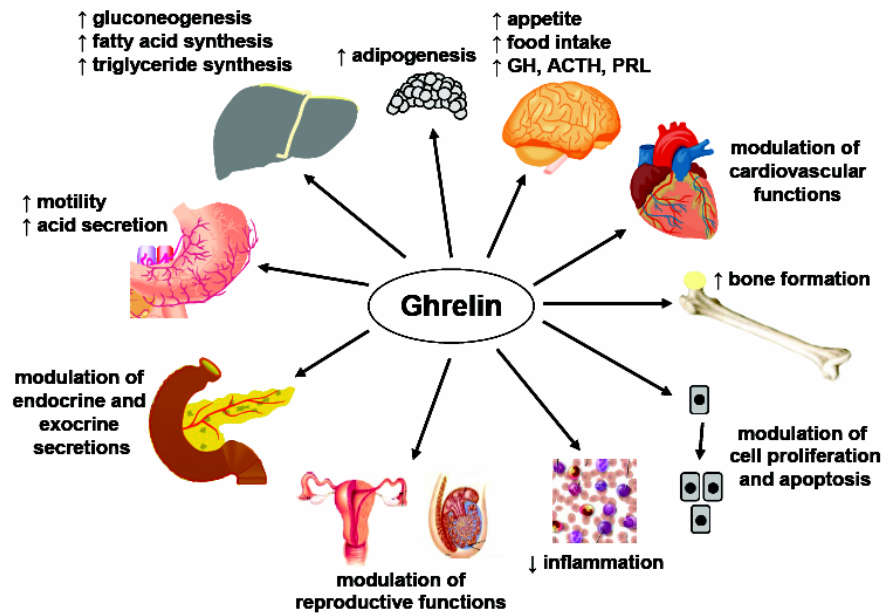 ↑ gluconeogenesis
↑ fatty acid synthesis
↑ triglyceride synthesis
↑ adipogenesis
↑ appetite
↑ food intake
↑ GH, ACTH, PRL
modulation of
cardiovascular
functions
↑ motility
↑ acid secretion
Ghrelin
↑ bone formation
modulation of
endocrine and
exocrine
secretions
modulation of
cell proliferation
and apoptosis
↓ inflammation
modulation of
reproductive functions